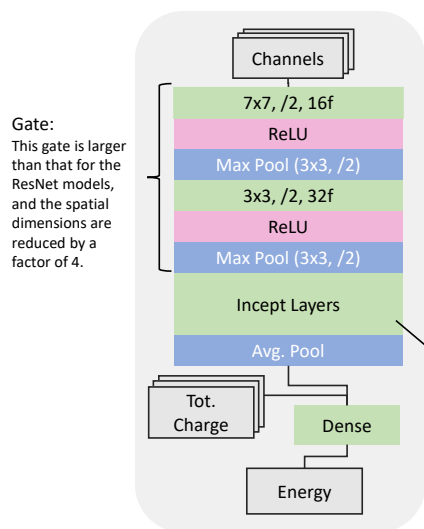 Channels
7x7, /2, 16f
ReLU
Max Pool (3x3, /2)
3x3, /2, 32f
ReLU
Max Pool (3x3, /2)
Gate:
This gate is larger
than that for the
ResNet models,
and the spatial
dimensions are
reduced by a
factor of 4.
Incept Layers
Avg. Pool
Tot.
Charge
Dense
Energy